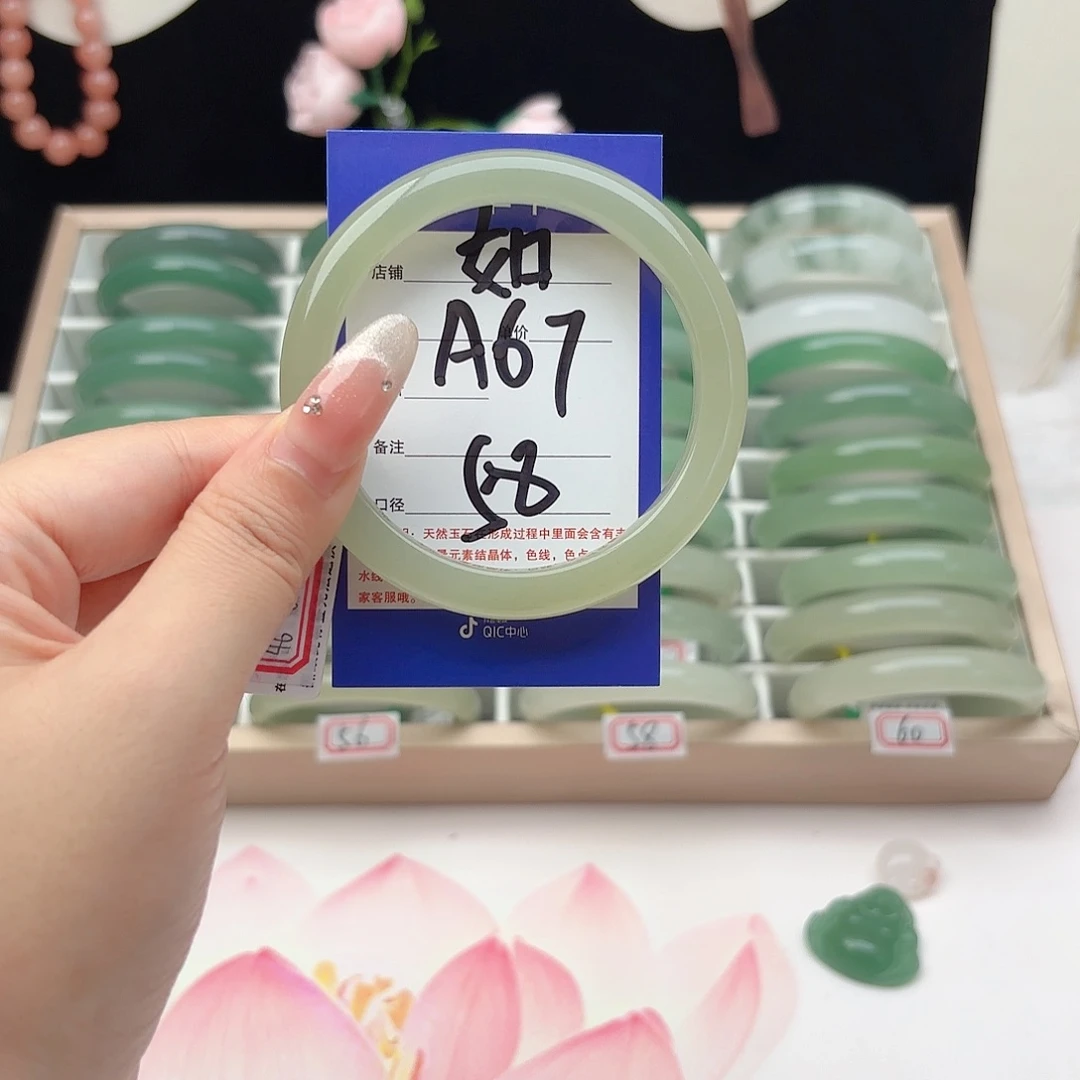 如
店铺
A67
价
备注
58
口径
：天然玉石在形成过程中里面会含有
元素结晶体，色线，色点
水线
家客服哦。
QIC中心
56
58
60